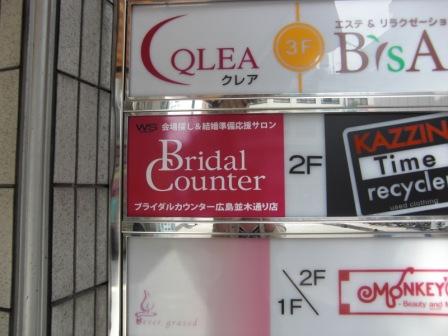 QLEA
クレア
3F
エステ & リラクゼーショ
BisA
WS 会場探し&結婚準備応援サロン
Bridal
Counter
ブライダルカウンター広島並木通り店
2F
KAZZIN
Time
recycler
used clothing
ever grazed
2F
1F
MONKEY
Beauty and